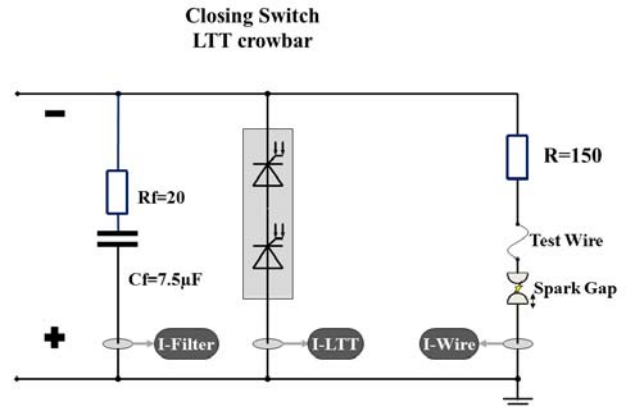 Closing Switch
LTT crowbar
-
R=150
Rf=20
Test Wire
Cf=7.5µF
Spark Gap
+
I-Filter
I-LTT
I-Wire